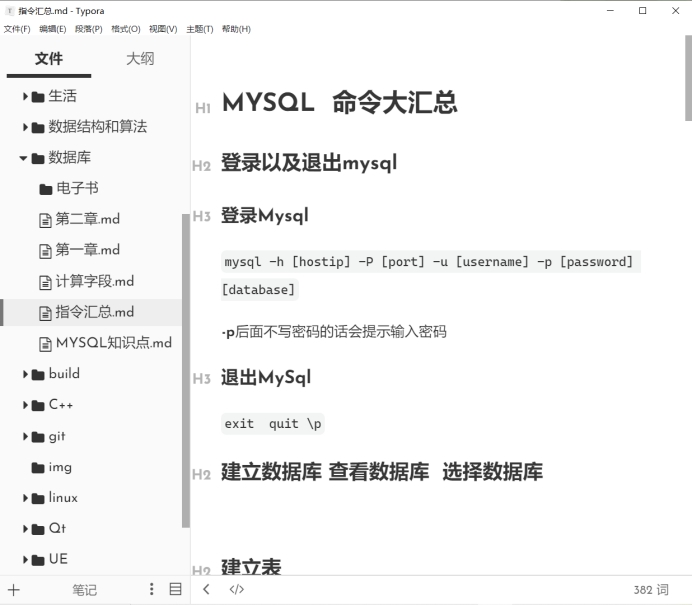 指令汇总.md - Typora
文件(F) 编辑(E) 段落(P) 格式(O) 视图(V) 主题(T) 帮助(H)
文件 大纲
生活
数据结构和算法
数据库
电子书
第二章.md
第一章.md
计算字段.md
指令汇总.md
MYSQL知识点.md
build
C++
git
img
linux
Qt
UE
笔记
H1 MYSQL 命令大汇总
H2 登录以及退出mysql
H3 登录Mysql
mysql -h [hostip] -P [port] -u [username] -p [password]
[database]
-p后面不写密码的话会提示输入密码
H3 退出MySql
exit quit \p
H2 建立数据库 查看数据库 选择数据库
H2 建立表
</> 382 词